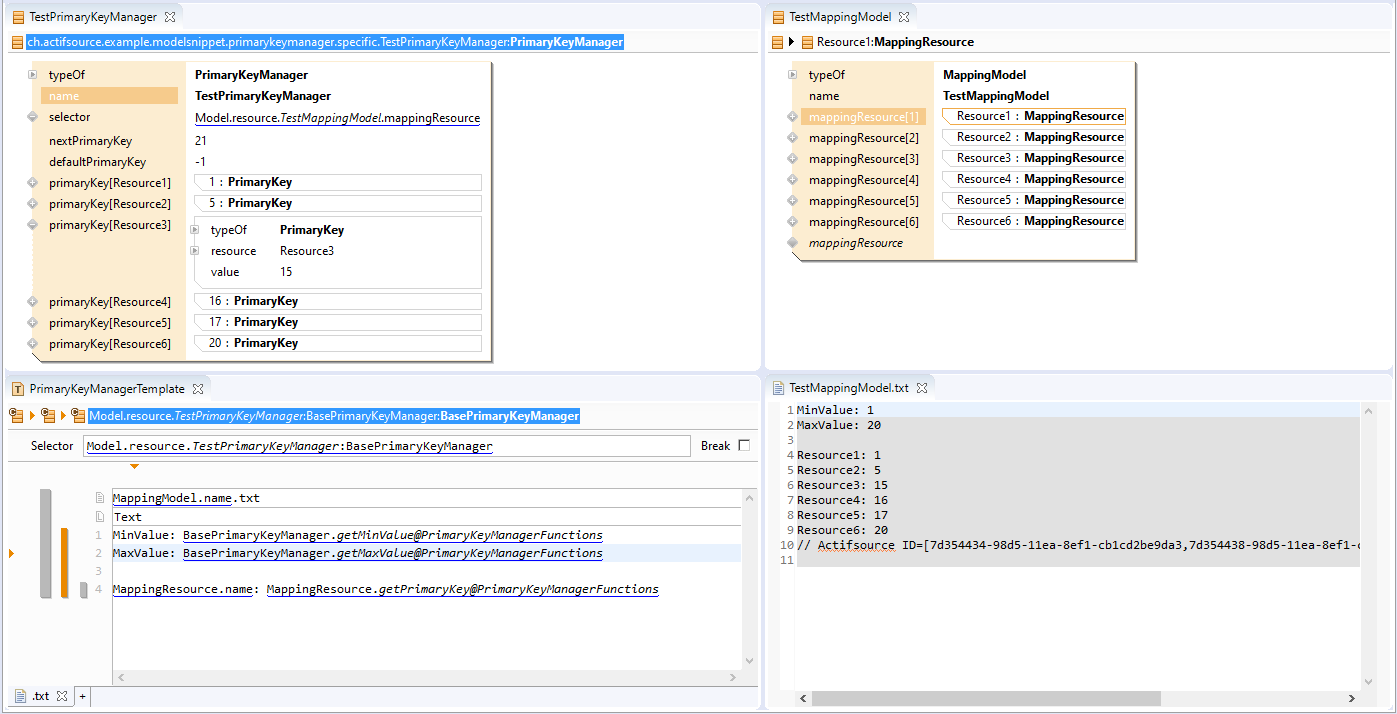 TestPrimaryKeyManager
ch.actifsource.example.modelsnippet.primarykeymanager.specific.TestPrimaryKeyManager:PrimaryKeyManager
typeOf PrimaryKeyManager
name TestPrimaryKeyManager
selector Model.resource.TestMappingModel.mappingResource
nextPrimaryKey 21
defaultPrimaryKey -1
primaryKey[Resource1] 1 : PrimaryKey
primaryKey[Resource2] 5 : PrimaryKey
primaryKey[Resource3] typeOf PrimaryKey
resource Resource3
value 15
primaryKey[Resource4] 16 : PrimaryKey
primaryKey[Resource5] 17 : PrimaryKey
primaryKey[Resource6] 20 : PrimaryKey
TestMappingModel
Resource1:MappingResource
typeOf MappingModel
name TestMappingModel
mappingResource[1] Resource1 : MappingResource
mappingResource[2] Resource2 : MappingResource
mappingResource[3] Resource3 : MappingResource
mappingResource[4] Resource4 : MappingResource
mappingResource[5] Resource5 : MappingResource
mappingResource[6] Resource6 : MappingResource
mappingResource
T PrimaryKeyManagerTemplate
Model.resource.TestPrimaryKeyManager:BasePrimaryKeyManager:BasePrimaryKeyManager
Selector Model.resource.TestPrimaryKeyManager:BasePrimaryKeyManager Break
MappingModel.name.txt
Text
1 MinValue: BasePrimaryKeyManager.getMinValue@PrimaryKeyManagerFunctions
2 MaxValue: BasePrimaryKeyManager.getMaxValue@PrimaryKeyManagerFunctions
3
4 MappingResource.name: MappingResource.getPrimaryKey@PrimaryKeyManagerFunctions
.txt +
TestMappingModel.txt
1 MinValue: 1
2 MaxValue: 20
3
4 Resource1: 1
5 Resource2: 5
6 Resource3: 15
7 Resource4: 16
8 Resource5: 17
9 Resource6: 20
10 // Actifsource ID=[7d354434-98d5-11ea-8ef1-cb1cd2be9da3,7d354438-98d5-11ea-8ef1-c
11